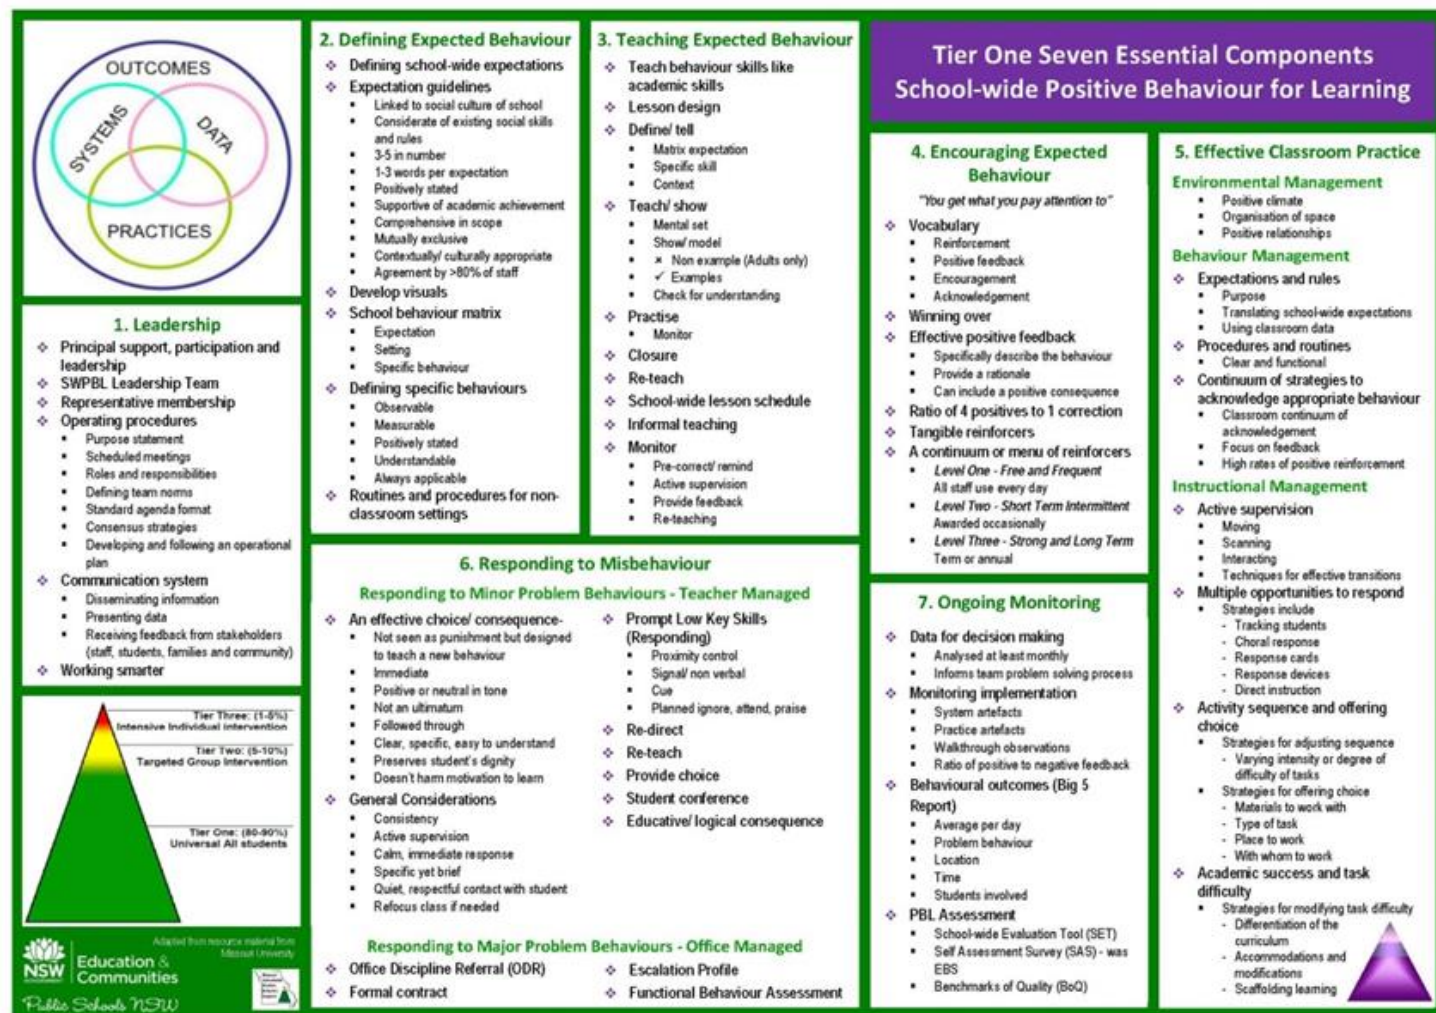 Tier One Seven Essential Components
School-wide Positive Behaviour for Learning
OUTCOMES
SYSTEMS
DATA
PRACTICES
1. Leadership
Principal support, participation and
leadership
SWPBL Leadership Team
Representative membership
Operating procedures
Purpose statement
Scheduled meetings
Roles and responsibilities
Defining team norms
Standard agenda format
Consensus strategies
Developing and following an operational
plan
Communication system
Disseminating information
Presenting data
Receiving feedback from stakeholders
(staff, students, families and community)
Working smarter
Tier Three: (1-5%)
Intensive Individual Intervention
Tier Two: (5-10%)
Targeted Group Intervention
Tier One: (80-90%)
Universal All students
Adapted from resource material from
Missouri University
NSW
Education &
Communities
Public Schools NSW
2. Defining Expected Behaviour
Defining school-wide expectations
Expectation guidelines
Linked to social culture of school
Considerate of existing social skills
and rules
3-5 in number
1-3 words per expectation
Positively stated
Supportive of academic achievement
Comprehensive in scope
Mutually exclusive
Contextually/ culturally appropriate
Agreement by >80% of staff
Develop visuals
School behaviour matrix
Expectation
Setting
Specific behaviour
Defining specific behaviours
Observable
Measurable
Positively stated
Understandable
Always applicable
Routines and procedures for non-
classroom settings
3. Teaching Expected Behaviour
Teach behaviour skills like
academic skills
Lesson design
Define/ tell
Matrix expectation
Specific skill
Context
Teach/ show
Mental set
Show/ model
× Non example (Adults only)
✓ Examples
Check for understanding
Practise
Monitor
Closure
Re-teach
School-wide lesson schedule
Informal teaching
Monitor
Pre-correct/ remind
Active supervision
Provide feedback
Re-teaching
4. Encouraging Expected
Behaviour
"You get what you pay attention to"
Vocabulary
Reinforcement
Positive feedback
Encouragement
Acknowledgement
Winning over
Effective positive feedback
Specifically describe the behaviour
Provide a rationale
Can include a positive consequence
Ratio of 4 positives to 1 correction
Tangible reinforcers
A continuum or menu of reinforcers
Level One - Free and Frequent
All staff use every day
Level Two - Short Term Intermittent
Awarded occasionally
Level Three - Strong and Long Term
Term or annual
5. Effective Classroom Practice
Environmental Management
Positive climate
Organisation of space
Positive relationships
Behaviour Management
Expectations and rules
Purpose
Translating school-wide expectations
Using classroom data
Procedures and routines
Clear and functional
Continuum of strategies to
acknowledge appropriate behaviour
Classroom continuum of
acknowledgement
Focus on feedback
High rates of positive reinforcement
Instructional Management
Active supervision
Moving
Scanning
Interacting
Techniques for effective transitions
Multiple opportunities to respond
Strategies include
- Tracking students
- Choral response
- Response cards
- Response devices
- Direct instruction
Activity sequence and offering
choice
Strategies for adjusting sequence
- Varying intensity or degree of
difficulty of tasks
Strategies for offering choice
- Materials to work with
- Type of task
- Place to work
- With whom to work
Academic success and task
difficulty
Strategies for modifying task difficulty
- Differentiation of the
curriculum
- Accommodations and
modifications
- Scaffolding learning
6. Responding to Misbehaviour
Responding to Minor Problem Behaviours - Teacher Managed
An effective choice/ consequence-
Not seen as punishment but designed
to teach a new behaviour
Immediate
Positive or neutral in tone
Not an ultimatum
Followed through
Clear, specific, easy to understand
Preserves student's dignity
Doesn't harm motivation to learn
General Considerations
Consistency
Active supervision
Calm, immediate response
Specific yet brief
Quiet, respectful contact with student
Refocus class if needed
Prompt Low Key Skills
(Responding)
Proximity control
Signal/ non verbal
Cue
Planned ignore, attend, praise
Re-direct
Re-teach
Provide choice
Student conference
Educative/ logical consequence
Responding to Major Problem Behaviours - Office Managed
Office Discipline Referral (ODR)
Formal contract
Escalation Profile
Functional Behaviour Assessment
7. Ongoing Monitoring
Data for decision making
Analysed at least monthly
Informs team problem solving process
Monitoring implementation
System artefacts
Practice artefacts
Walkthrough observations
Ratio of positive to negative feedback
Behavioural outcomes (Big 5
Report)
Average per day
Problem behaviour
Location
Time
Students involved
PBL Assessment
School-wide Evaluation Tool (SET)
Self Assessment Survey (SAS) - was
EBS
Benchmarks of Quality (BoQ)